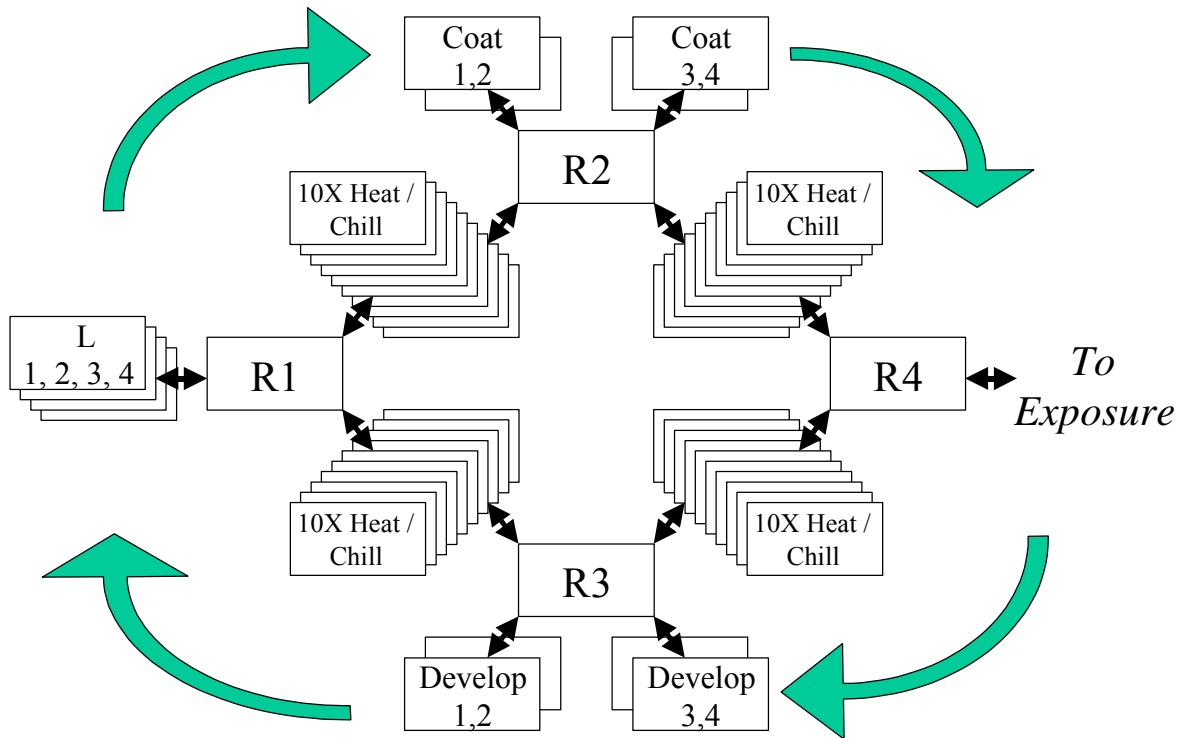 Coat
1,2
Coat
3,4
R2
10X Heat /
Chill
10X Heat /
Chill
L
1, 2, 3, 4
R1
R4
To
Exposure
10X Heat /
Chill
10X Heat /
Chill
R3
Develop
1,2
Develop
3,4